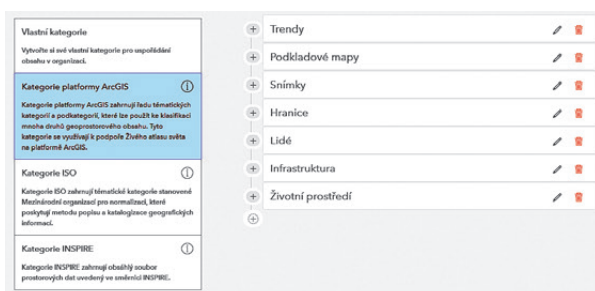 Vlastní kategorie
Vytvořte si své vlastní kategorie pro uspořádání
obsahu v organizaci.
Kategorie platformy ArcGIS
Kategorie platformy ArcGIS zahrnují řadu tématických
kategorií a podkategorií, které lze použít ke klasifikaci
mnoha druhů geoprostorového obsahu. Tyto
kategorie se využívají k podpoře Živého atlasu světa
na platformě ArcGIS.
Kategorie ISO
Kategorie ISO zahrnují tématické kategorie stanovené
Mezinárodní organizací pro normalizaci, které
poskytují metodu popisu a katalogizace geografických
informací.
Kategorie INSPIRE
Kategorie INSPIRE zahrnují obsáhlý soubor
prostorových dat uvedený ve směrnici INSPIRE.
Trendy
Podkladové mapy
Snímky
Hranice
Lidé
Infrastruktura
Životní prostředí